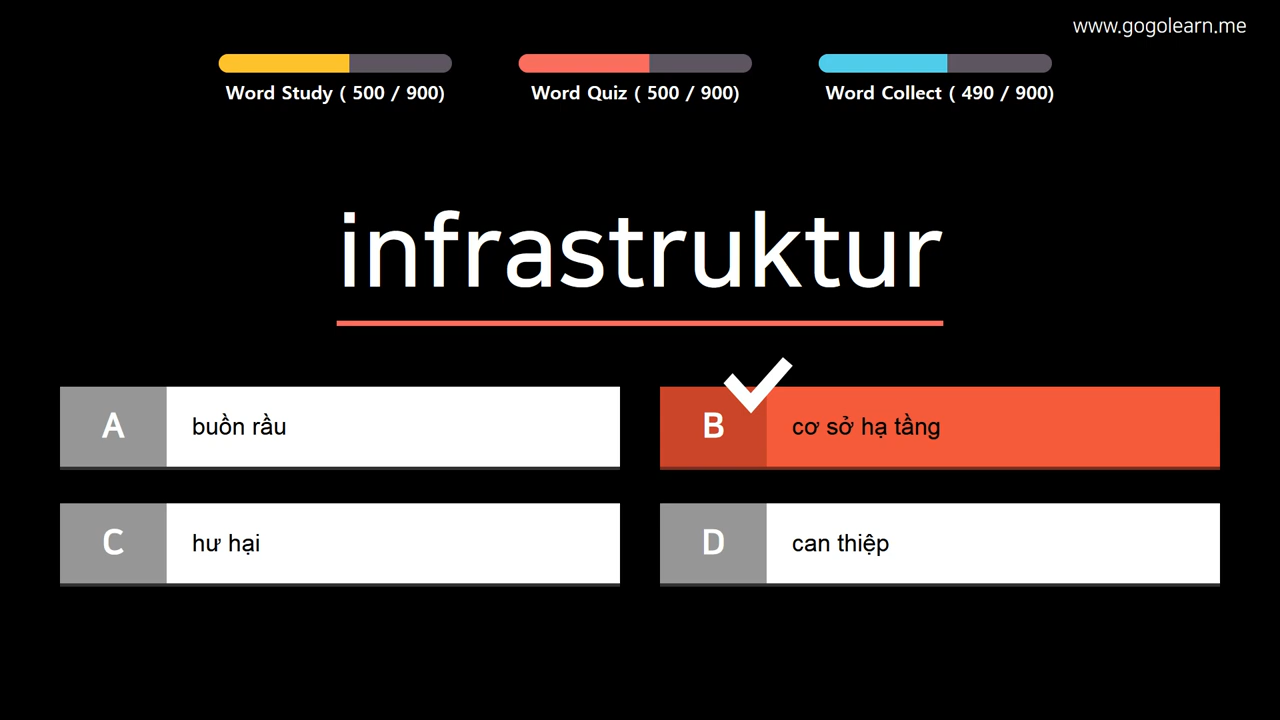 www.gogolearn.me
Word Study ( 500 / 900)
Word Quiz ( 500 / 900)
Word Collect ( 490 / 900)
infrastruktur
A buồn rầu
B cơ sở hạ tầng
C hư hại
D can thiệp